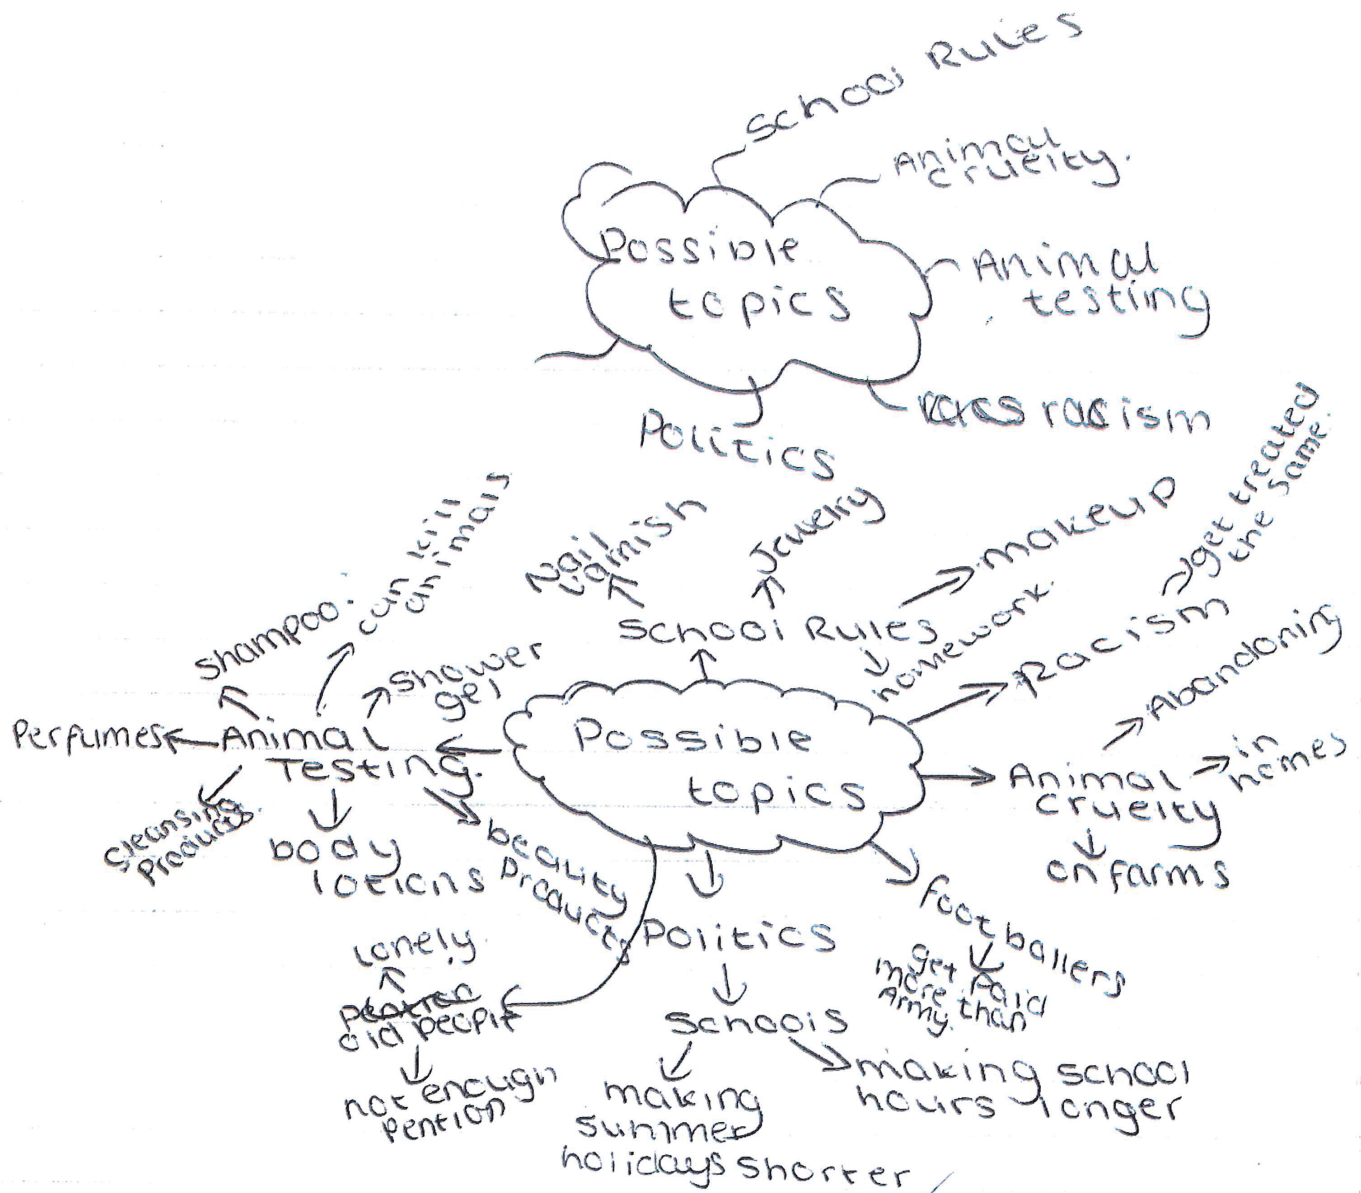 School Rules
Animal
cruelty.
Possible
topics
Animal
testing
racism
Politics
can kill
animals
Nail
varnish
Jewelry
makeup
get treated
the same.
shampoo.
School Rules
homework.
Racism
Abandoning
shower
gel
Perfumes
Animal
Testing.
Possible
topics
Animal
cruelty
in
homes
on farms
cleansing
products.
body
lotions
beauty
products
footballers
get paid
more than
Army.
Politics
lonely.
old people
not enough
pention
Schools
making
summer
holidays shorter
making school
hours longer